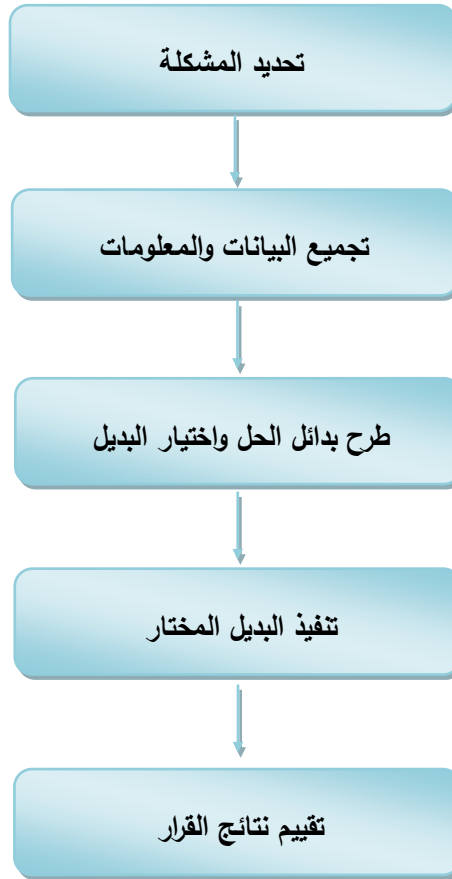 تحديد المشكلة
تجميع البيانات والمعلومات
طرح بدائل الحل واختيار البديل
تنفيذ البديل المختار
تقييم نتائج القرار